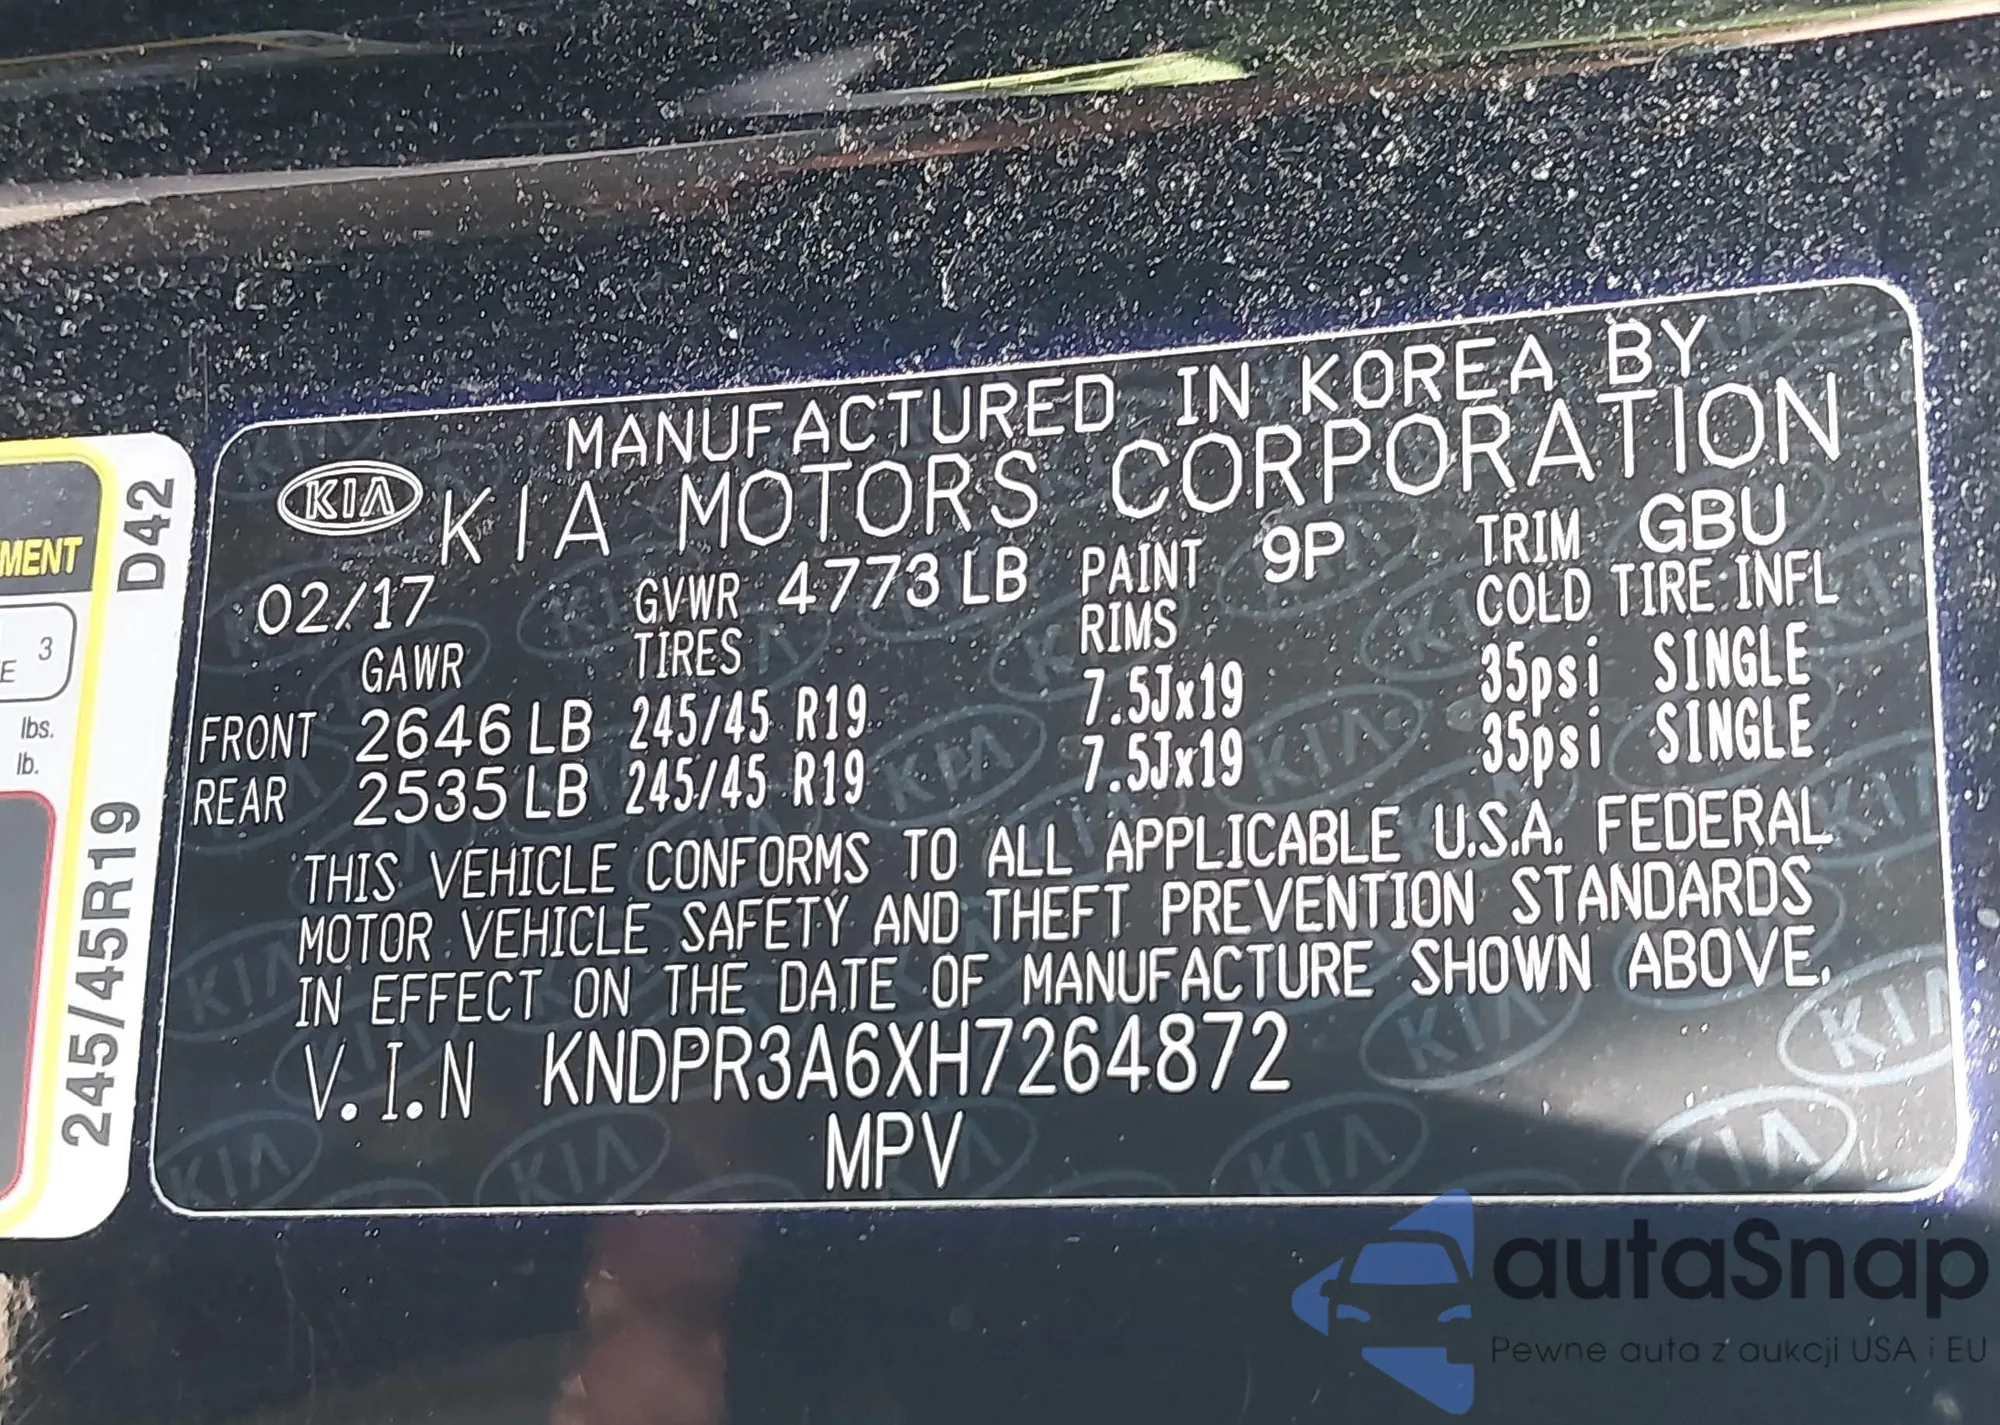 MANUFACTURED IN KOREA BY
KIA KIA MOTORS CORPORATION
02/17 GVWR 4773 LB PAINT 9P TRIM GBU
GAWR TIRES RIMS COLD TIRE INFL
FRONT 2646 LB 245/45 R19 7.5Jx19 35psi SINGLE
REAR 2535 LB 245/45 R19 7.5Jx19 35psi SINGLE
THIS VEHICLE CONFORMS TO ALL APPLICABLE U.S.A. FEDERAL
MOTOR VEHICLE SAFETY AND THEFT PREVENTION STANDARDS
IN EFFECT ON THE DATE OF MANUFACTURE SHOWN ABOVE.
V.I.N KNDPR3A6XH7264872
MPV
MENT
3
E
lbs.
lb.
245/45R19 D42
autaSnap
Pewne auta z aukcji USA i EU